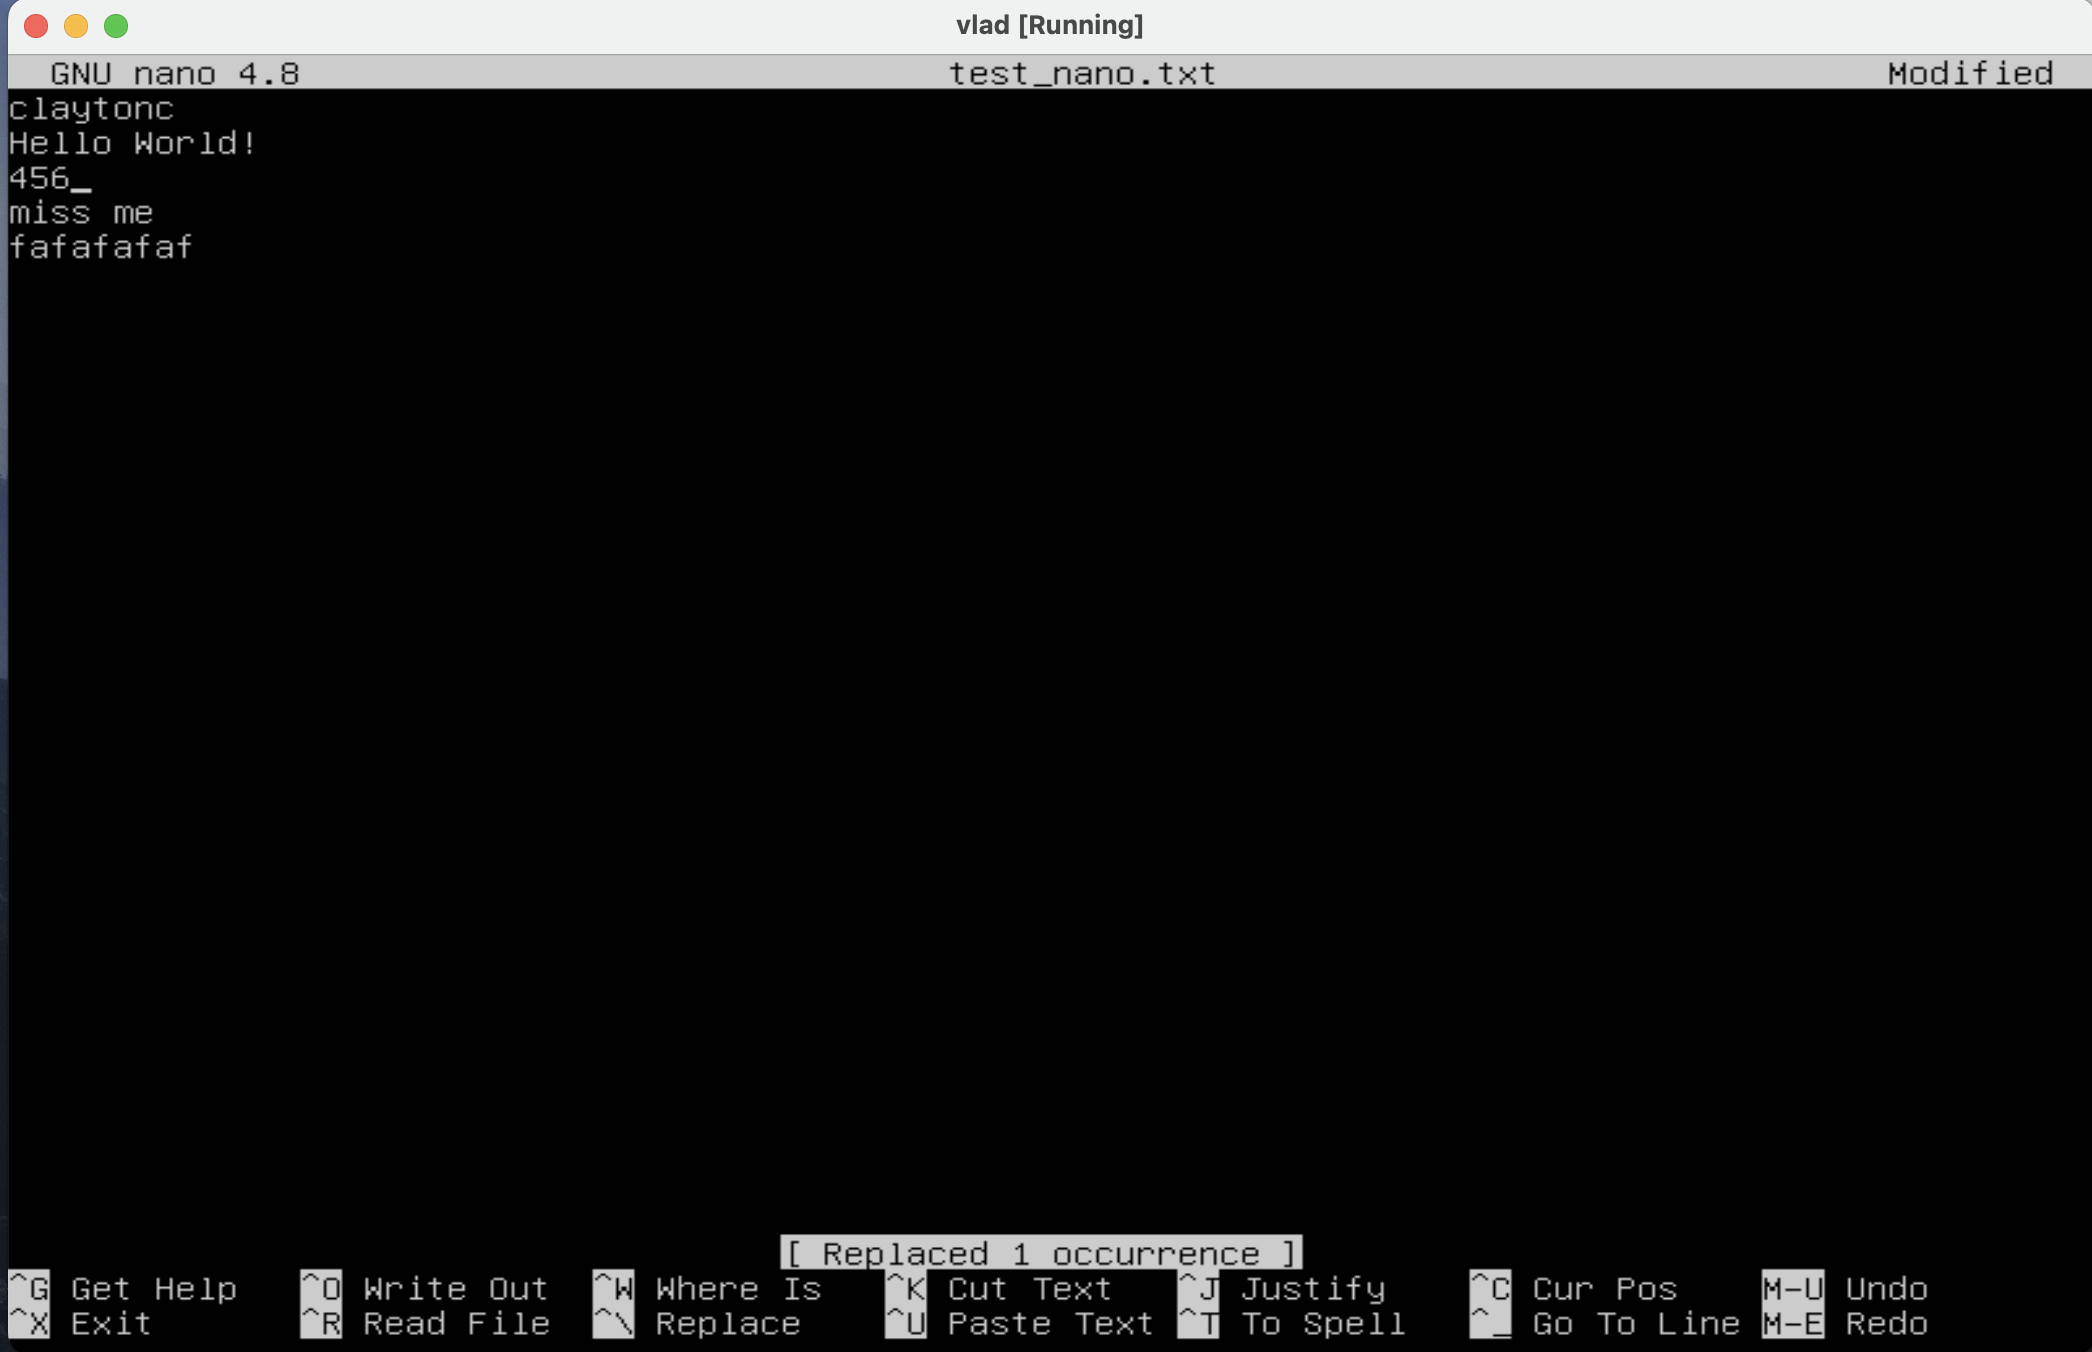 vlad [Running]
GNU nano 4.8 test_nano.txt Modified
claytonc
Hello World!
456_
miss me
fafafafaf
[ Replaced 1 occurrence ]
^G Get Help ^O Write Out ^W Where Is ^K Cut Text ^J Justify ^C Cur Pos M-U Undo
^X Exit ^R Read File ^\ Replace ^U Paste Text ^T To Spell ^_ Go To Line M-E Redo